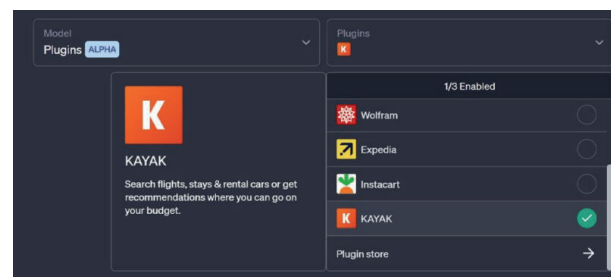 Model
Plugins ALPHA
Plugins
K
K
KAYAK
Search flights, stays & rental cars or get
recommendations where you can go on
your budget.
1/3 Enabled
Wolfram
Expedia
Instacart
K KAYAK
Plugin store